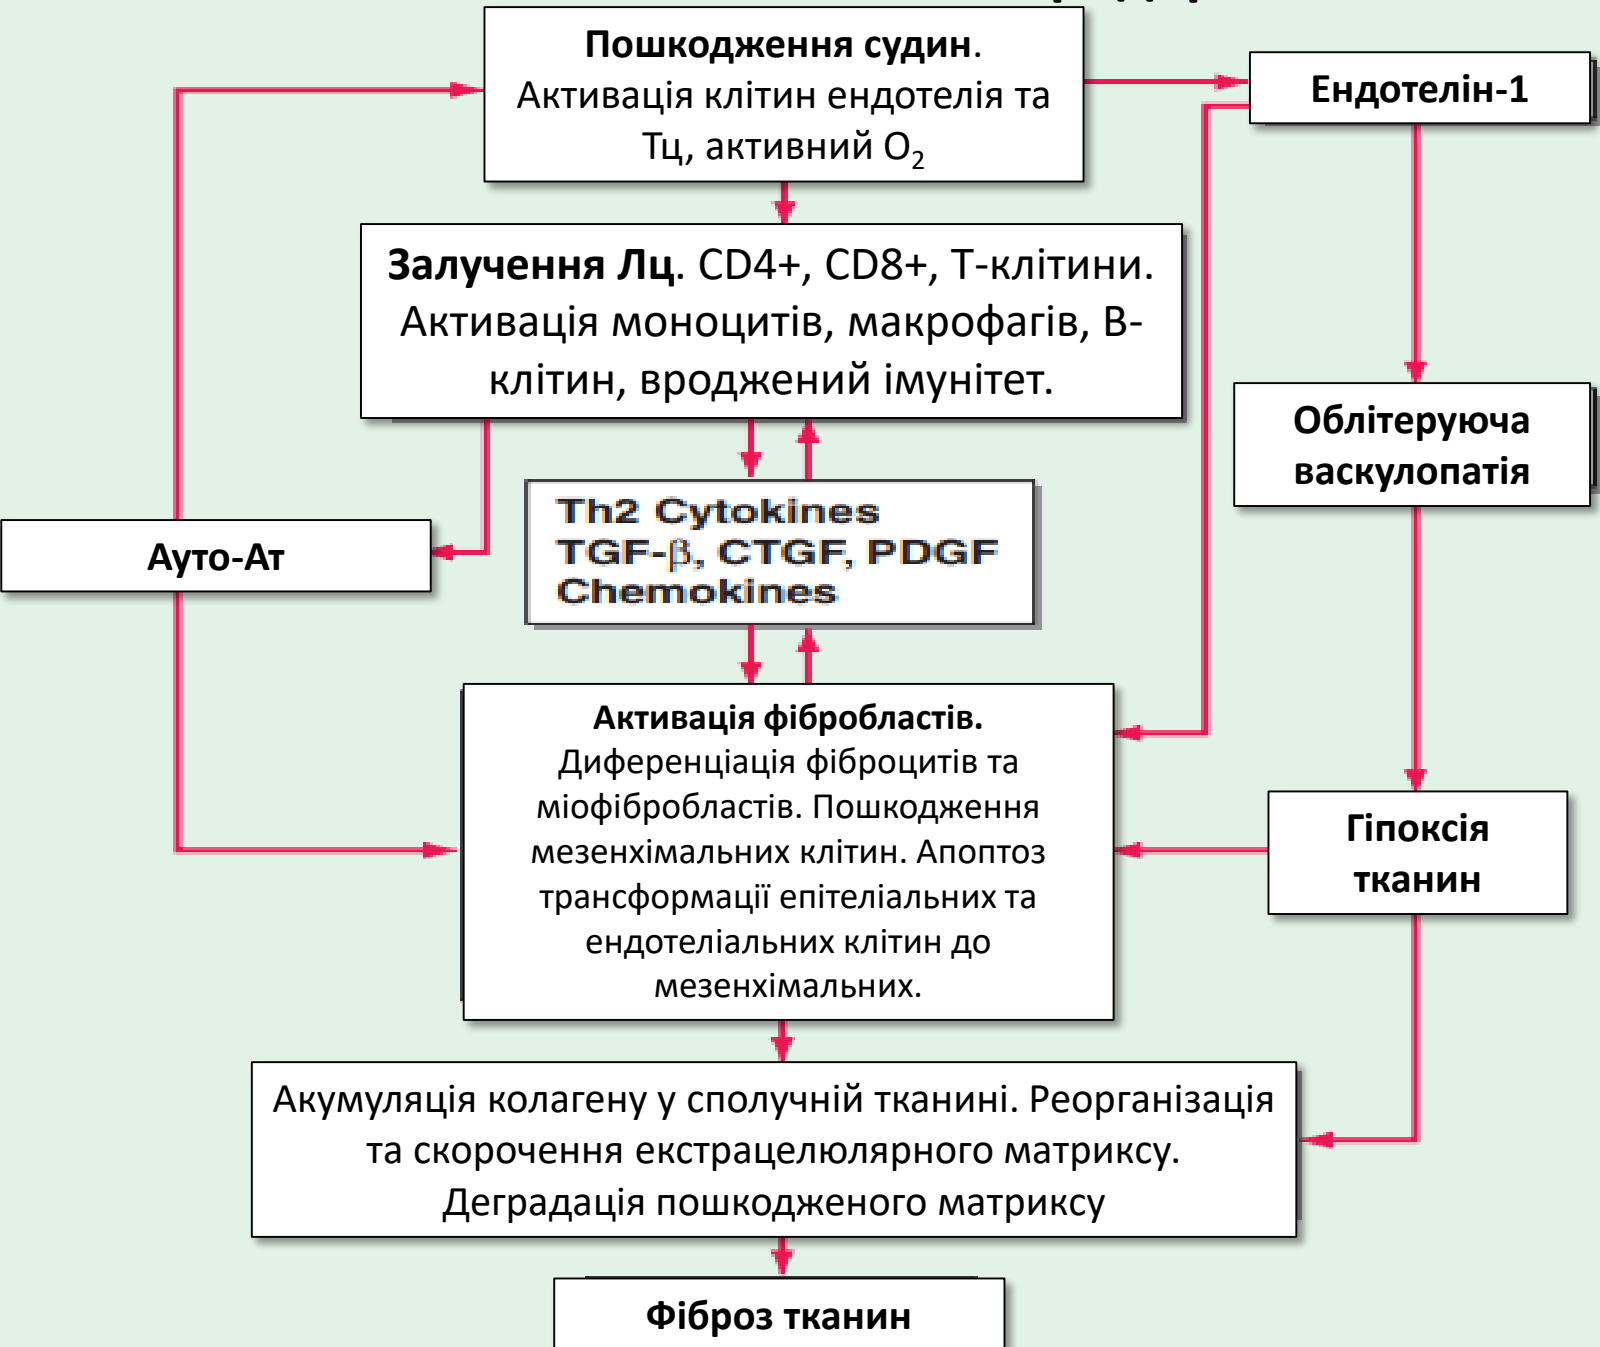 Пошкодження судин.
Активація клітин ендотелія та
Тц, активний O₂
Ендотелін-1
Залучення Лц. CD4+, CD8+, Т-клітини.
Активація моноцитів, макрофагів, В-
клітин, вроджений імунітет.
Облітеруюча
васкулопатія
Th2 Cytokines
TGF-β, CTGF, PDGF
Chemokines
Ауто-Ат
Активація фібробластів.
Диференціація фіброцитів та
міофібробластів. Пошкодження
мезенхімальних клітин. Апоптоз
трансформації епітеліальних та
ендотеліальних клітин до
мезенхімальних.
Гіпоксія
тканин
Акумуляція колагену у сполучній тканині. Реорганізація
та скорочення екстрацелюлярного матриксу.
Деградація пошкодженого матриксу
Фіброз тканин